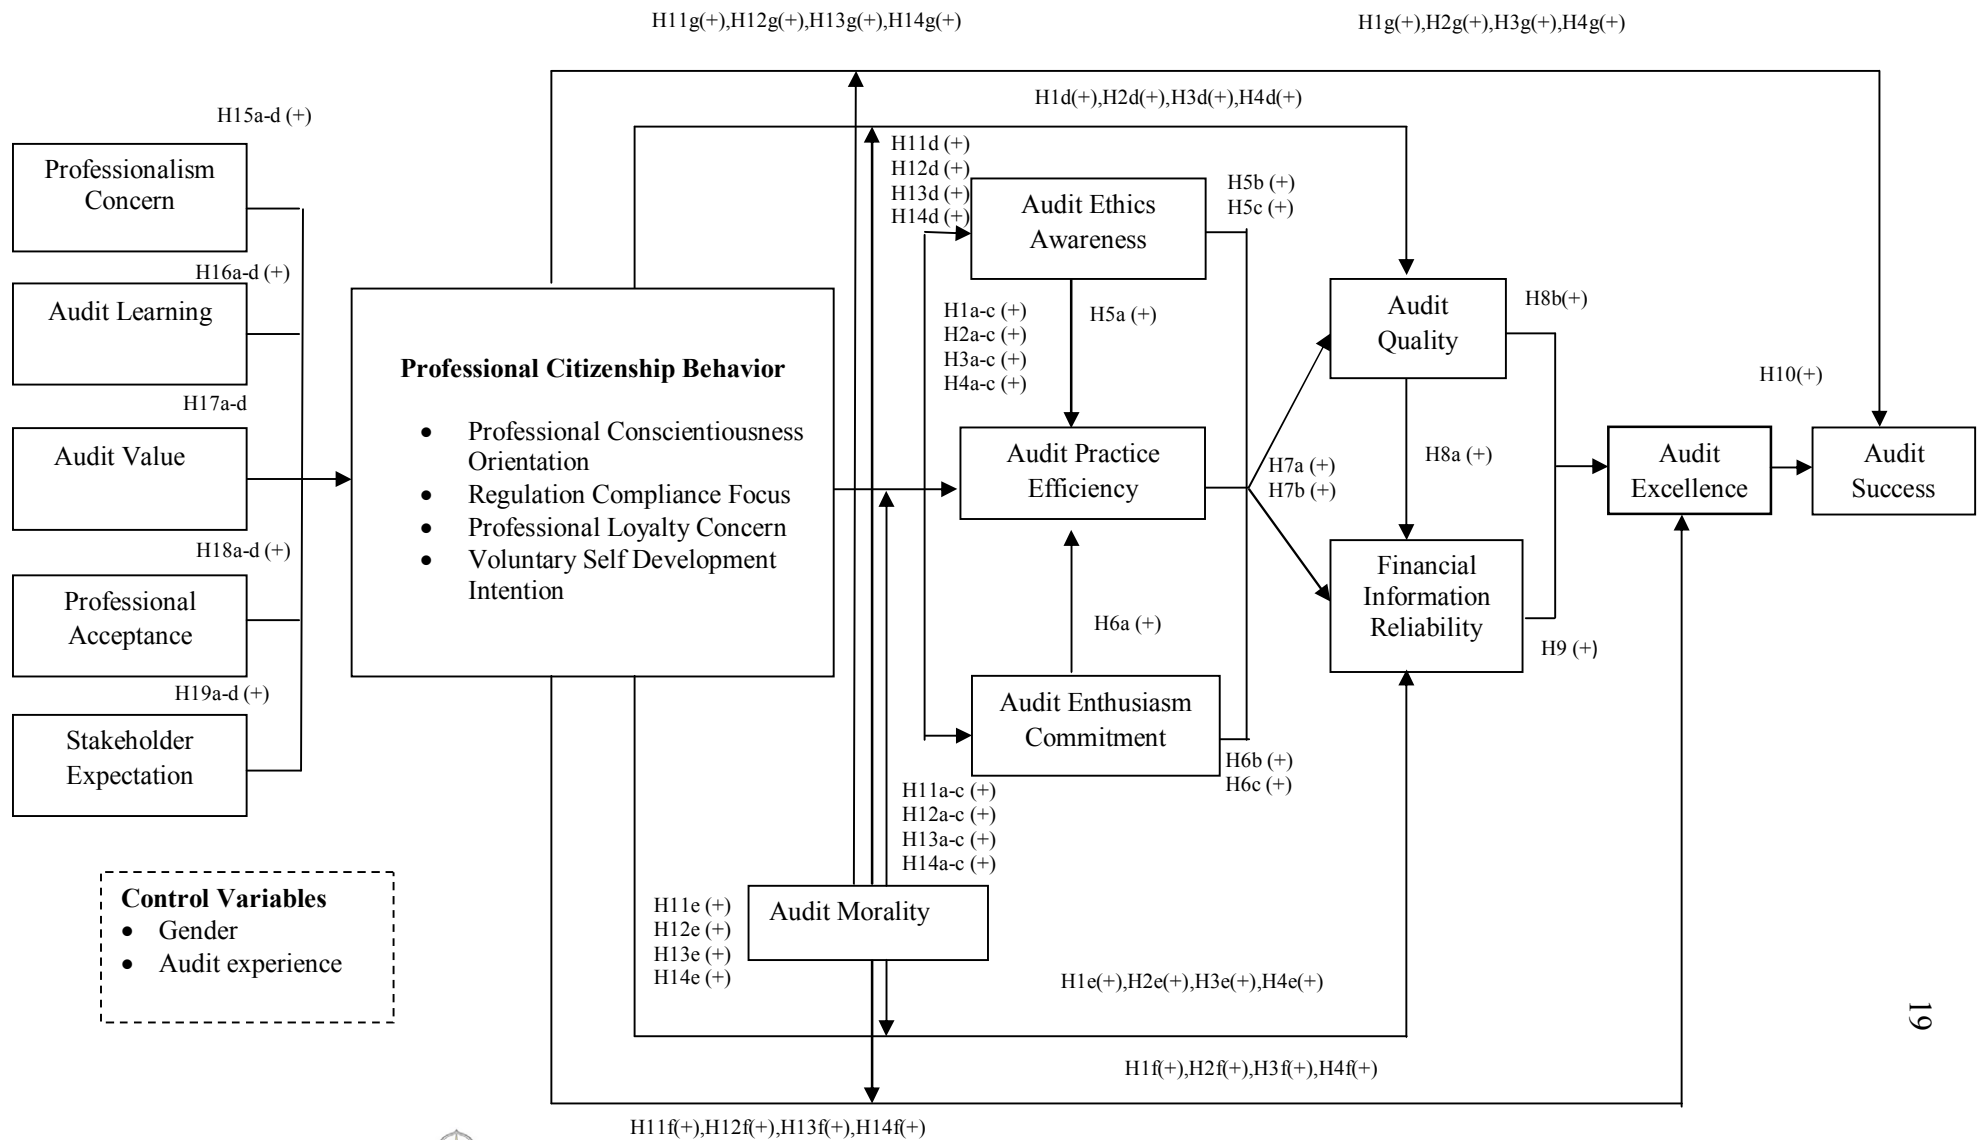 H11g(+),H12g(+),H13g(+),H14g(+)
H1g(+),H2g(+),H3g(+),H4g(+)
H1d(+),H2d(+),H3d(+),H4d(+)
H15a-d (+)
Professionalism
Concern
H16a-d (+)
Audit Learning
H17a-d
Audit Value
H18a-d (+)
Professional
Acceptance
H19a-d (+)
Stakeholder
Expectation
Control Variables
• Gender
• Audit experience
Professional Citizenship Behavior
• Professional Conscientiousness
Orientation
• Regulation Compliance Focus
• Professional Loyalty Concern
• Voluntary Self Development
Intention
H11d (+)
H12d (+)
H13d (+)
H14d (+)
Audit Ethics
Awareness
H5b (+)
H5c (+)
H1a-c (+)
H2a-c (+)
H3a-c (+)
H4a-c (+)
H5a (+)
Audit Practice
Efficiency
H6a (+)
Audit Enthusiasm
Commitment
H6b (+)
H6c (+)
H11a-c (+)
H12a-c (+)
H13a-c (+)
H14a-c (+)
H11e (+)
H12e (+)
H13e (+)
H14e (+)
Audit Morality
H7a (+)
H7b (+)
Audit
Quality
H8b(+)
H8a (+)
Financial
Information
Reliability
H9 (+)
Audit
Excellence
H10(+)
Audit
Success
H1e(+),H2e(+),H3e(+),H4e(+)
H1f(+),H2f(+),H3f(+),H4f(+)
H11f(+),H12f(+),H13f(+),H14f(+)
19